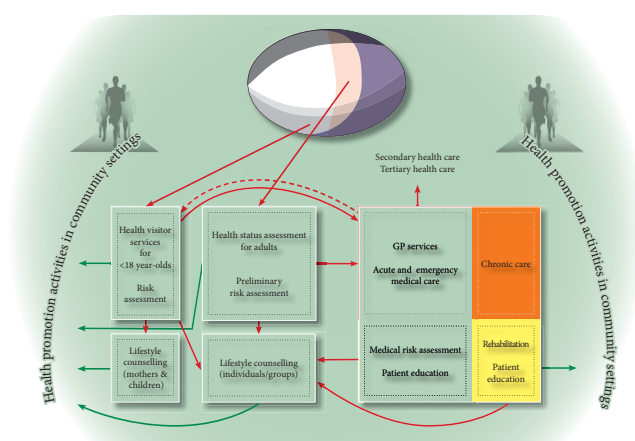 Secondary health care
Tertiary health care
Health promotion activities in community settings
Health promotion activities in community settings
Health visitor
services
for
<18 year-olds
Risk
assessment
Health status assessment
for adults
Preliminary
risk assessment
GP services
Acute and emergency
medical care
Chronic care
Lifestyle
counselling
(mothers &
children)
Lifestyle counselling
(individuals/groups)
Medical risk assessment
Patient education
Rehabilitation
Patient
education